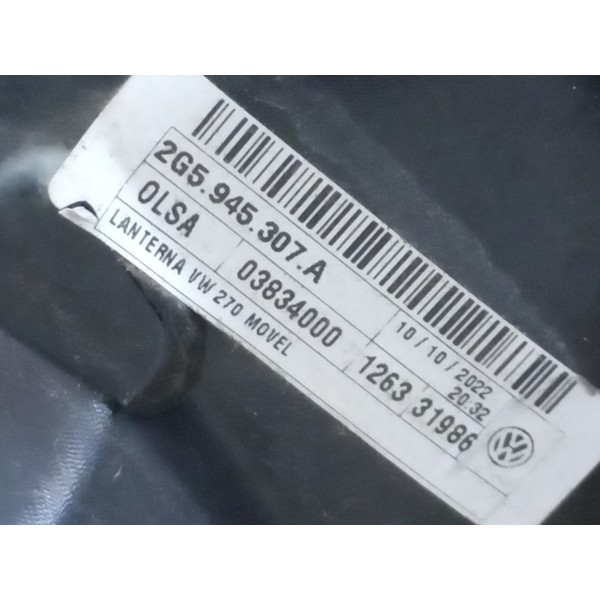 2G5.945.307.A
10/10/2022
20:32
OLSA 03834000 1263 31986
LANTERNA VW 270 MOVEL